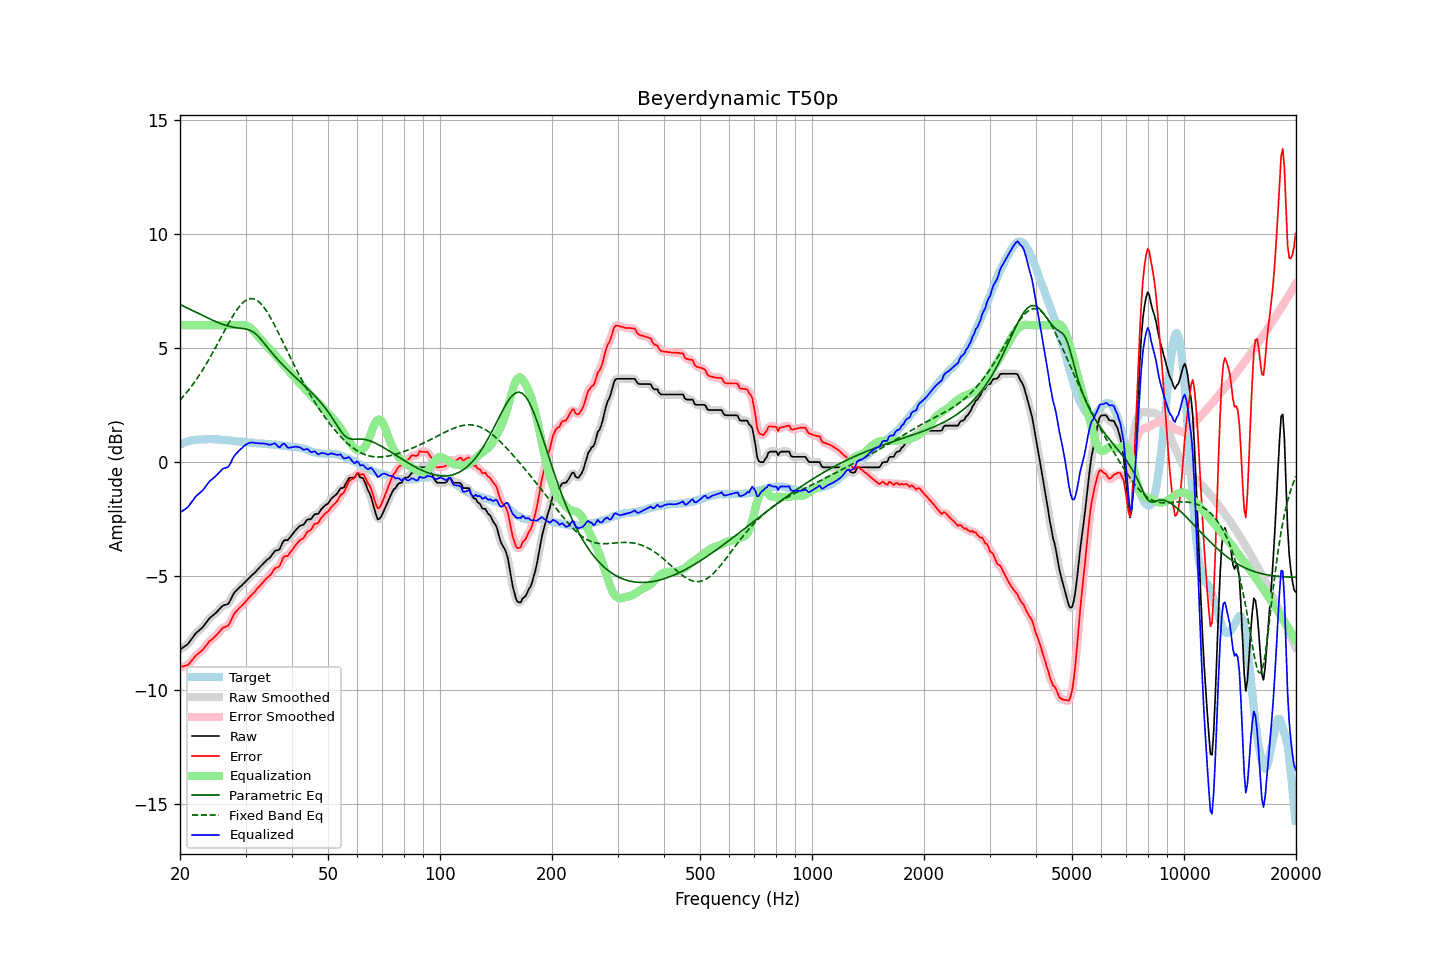 Beyerdynamic T50p
15
10
5
0
−5
−10
−15
Amplitude (dBr)
Target
Raw Smoothed
Error Smoothed
Raw
Error
Equalization
Parametric Eq
Fixed Band Eq
Equalized
20 50 100 200 500 1000 2000 5000 10000 20000
Frequency (Hz)